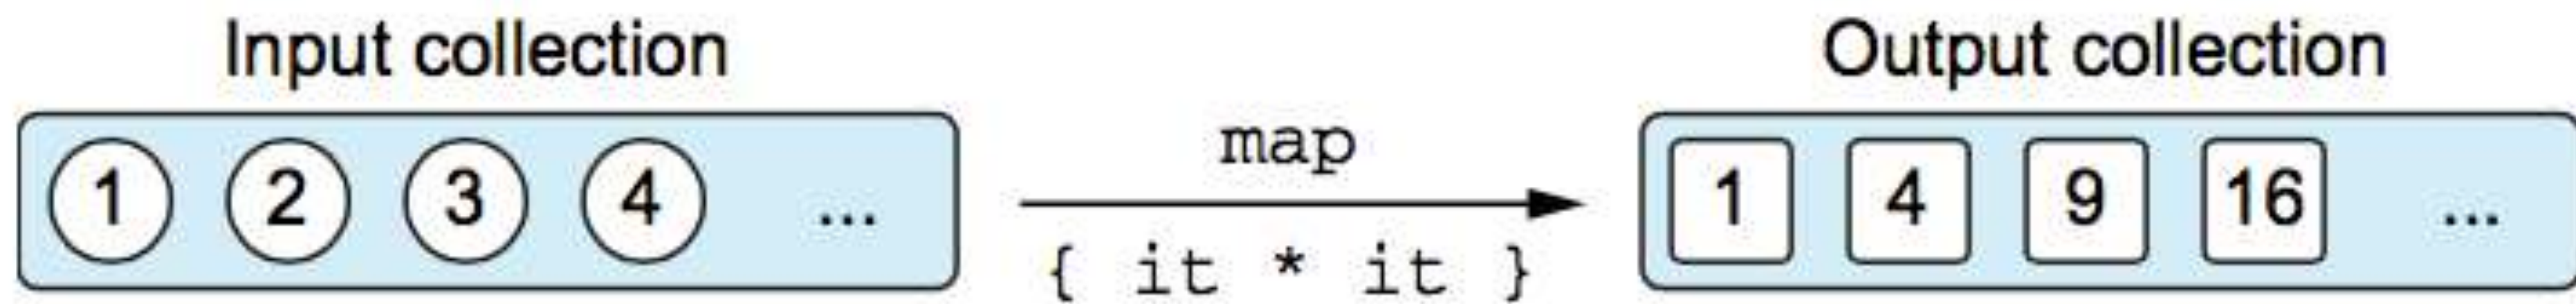 Input collection
1 2 3 4 ...
map
{ it * it }
Output collection
1 4 9 16 ...